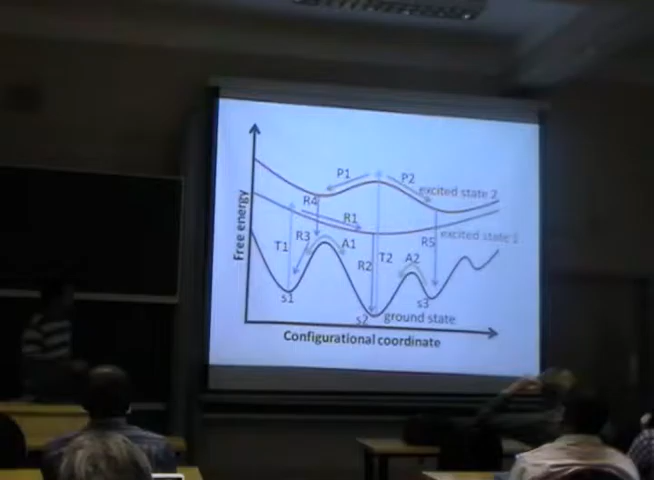 P1
P2
excited state 2
R4
R1
excited state 1
R3
A1
T1
R2
T2
A2
R5
s1
s2
s3
ground state
Free energy
Configurational coordinate